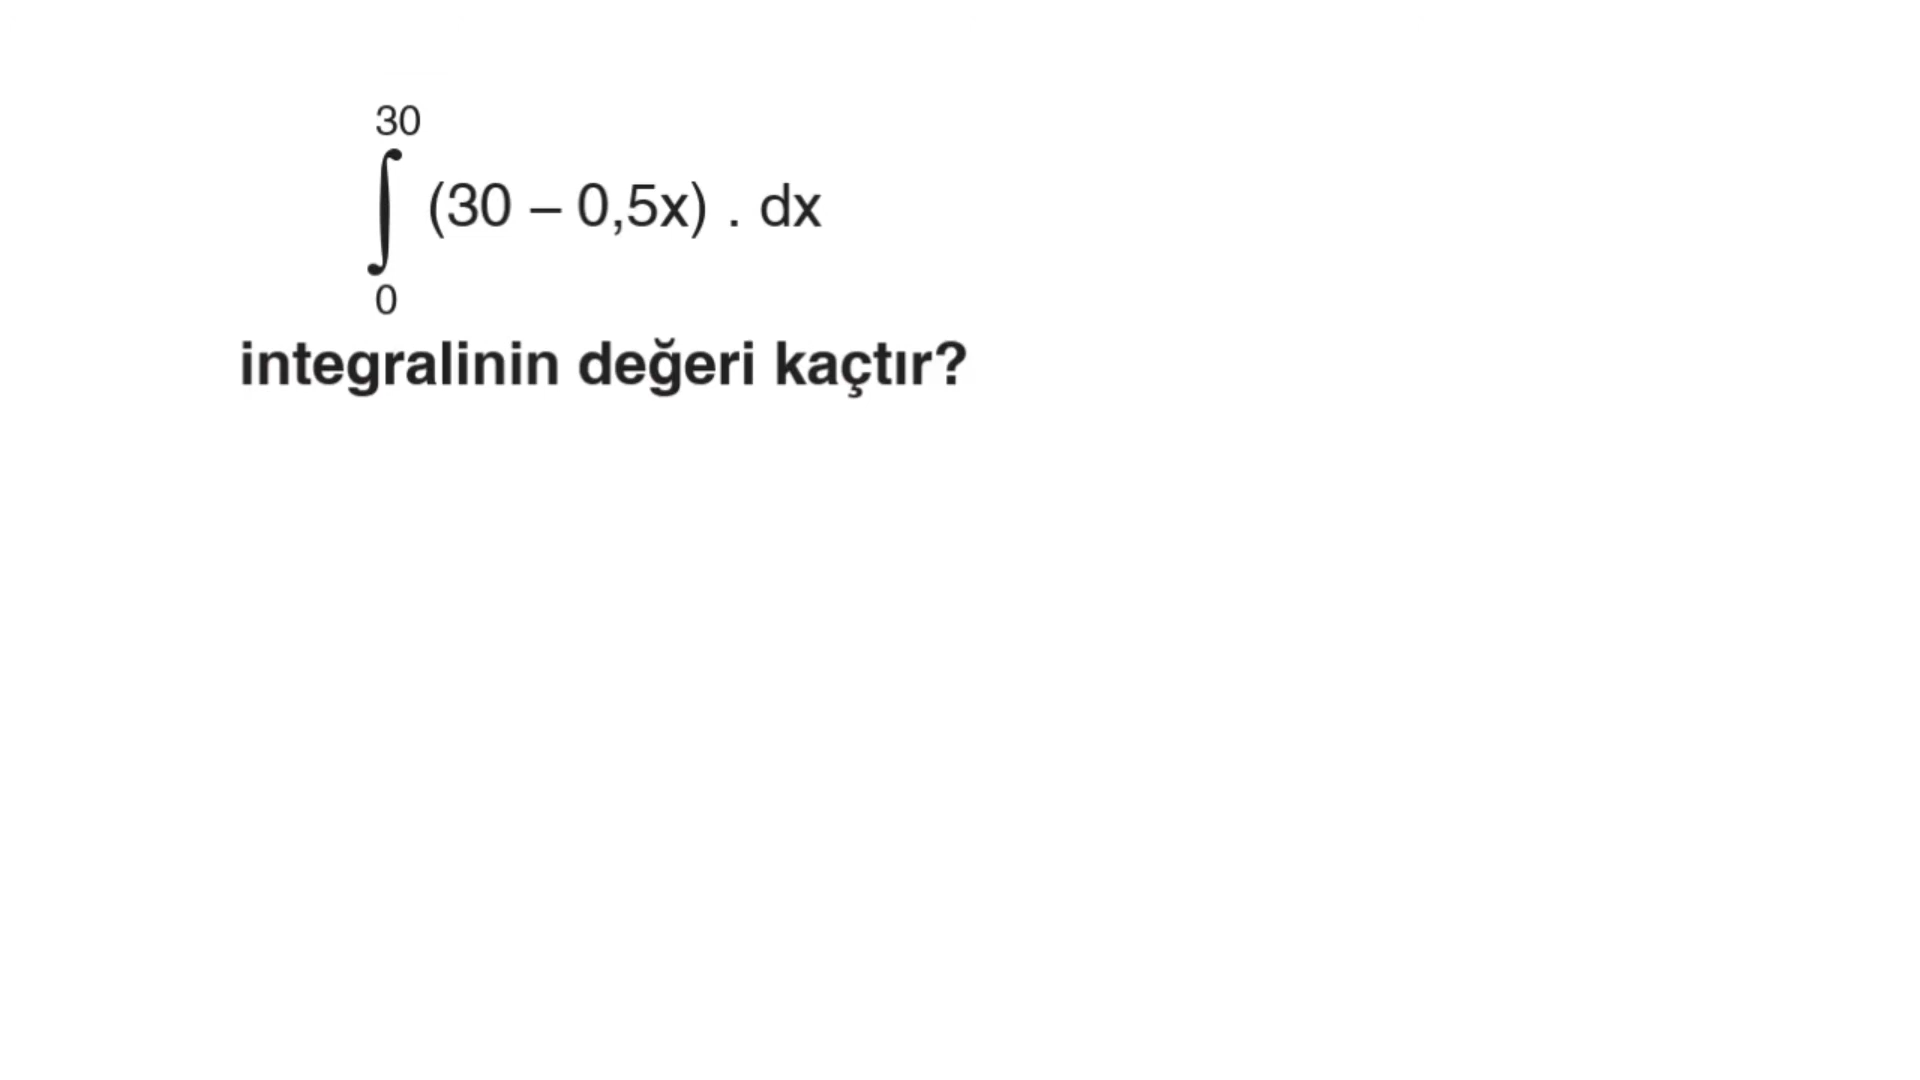 30
∫ (30 – 0,5x) . dx
0
integralinin değeri kaçtır?